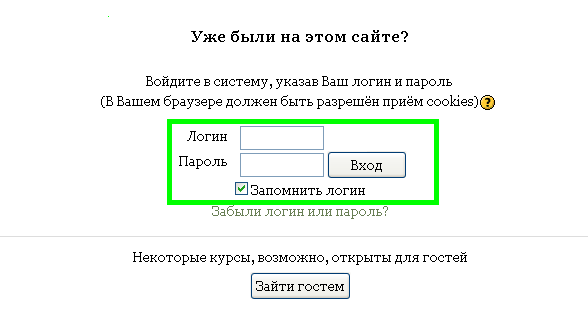 Уже были на этом сайте?
Войдите в систему, указав Ваш логин и пароль
(В Вашем браузере должен быть разрешён приём cookies) ?
Логин
Пароль Вход
Запомнить логин
Забыли логин или пароль?
Некоторые курсы, возможно, открыты для гостей
Зайти гостем